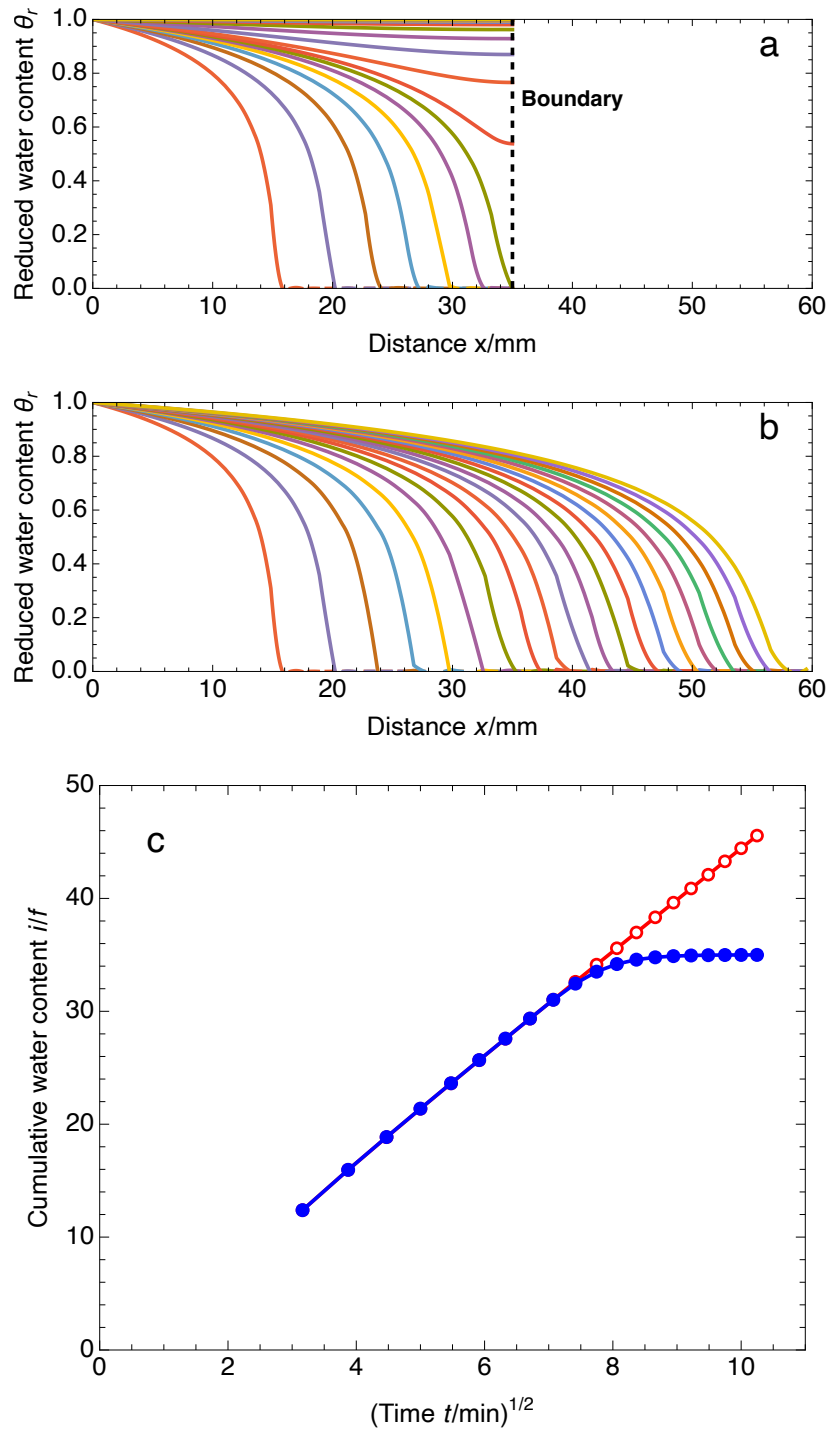 a
Reduced water content θr
1.0
0.8
0.6
0.4
0.2
0.0
Boundary
0 10 20 30 40 50 60
Distance x/mm
b
Reduced water content θr
1.0
0.8
0.6
0.4
0.2
0.0
0 10 20 30 40 50 60
Distance x/mm
c
Cumulative water content i/f
50
40
30
20
10
0
0 2 4 6 8 10
(Time t/min)1/2